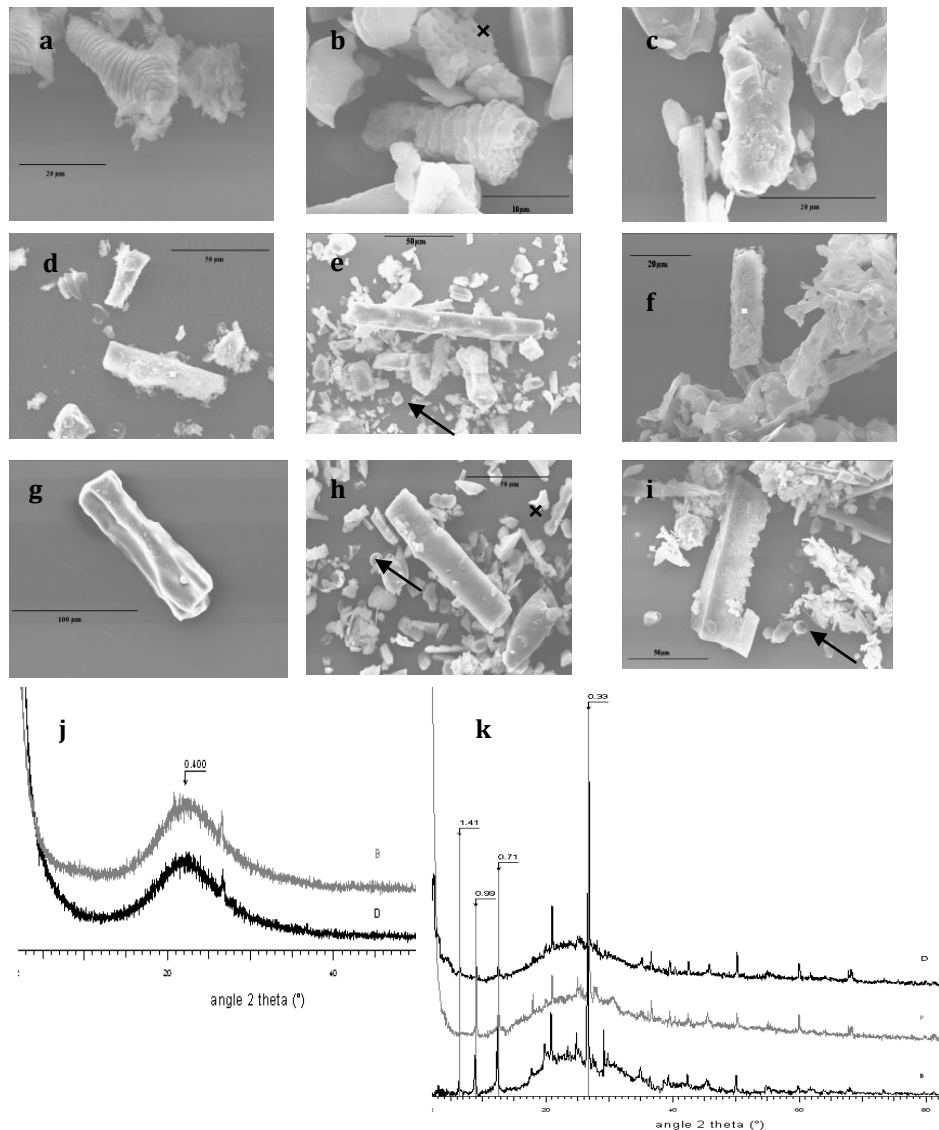 a
20 µm
b
×
10µm
c
20 µm
d
50 µm
e
50µm
f
20µm
g
100 µm
h
50 µm
×
i
50µm
j
0.400
B
D
20
40
angle 2 theta (°)
k
0.33
1.41
0.71
0.99
D
B
20
40
60
80
angle 2 theta (°)